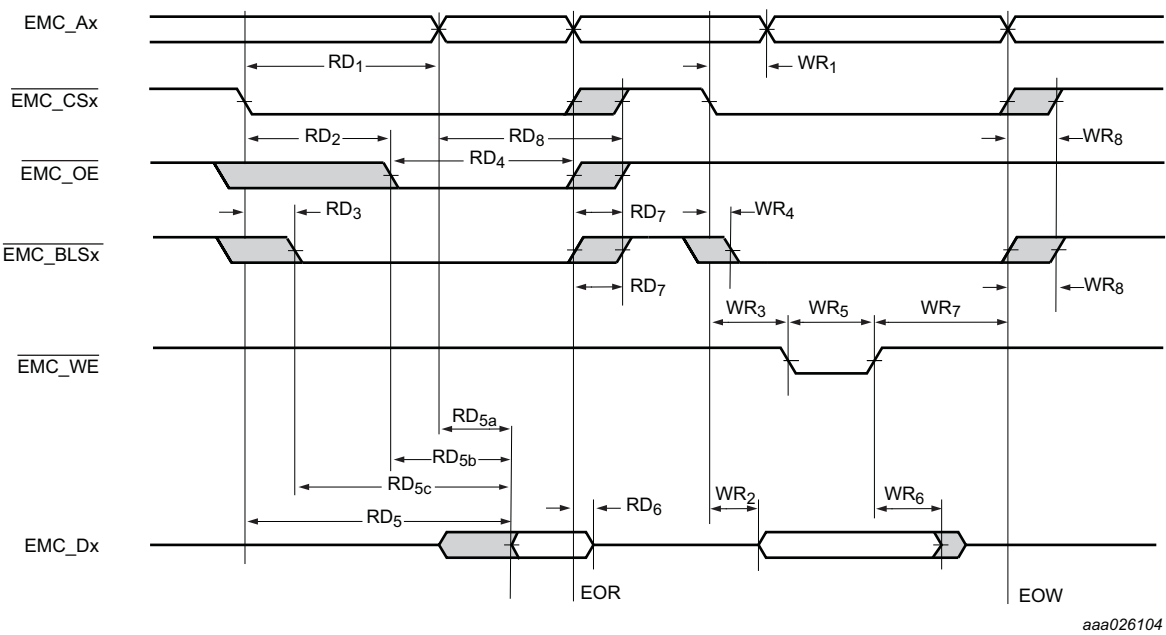 EMC_Ax
RD1
WR1
EMC_CSx
RD2
RD8
WR8
RD4
EMC_OE
RD3
RD7
WR4
EMC_BLSx
RD7
WR8
WR3
WR5
WR7
EMC_WE
RD5a
RD5b
RD5c
WR2
WR6
RD6
RD5
EMC_Dx
EOR
EOW
aaa026104